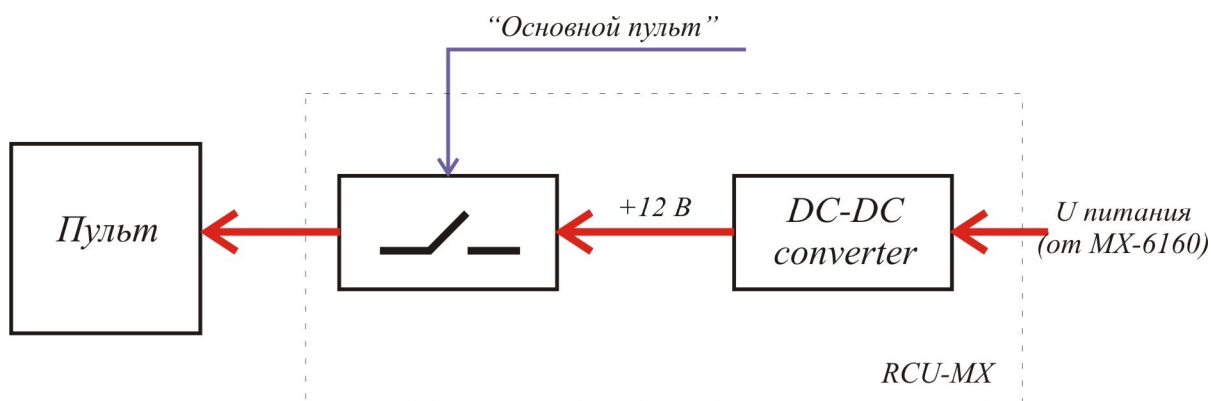 “Основной пульт”
Пульт
+12 В
DC-DC
converter
U питания
(от MX-6160)
RCU-MX